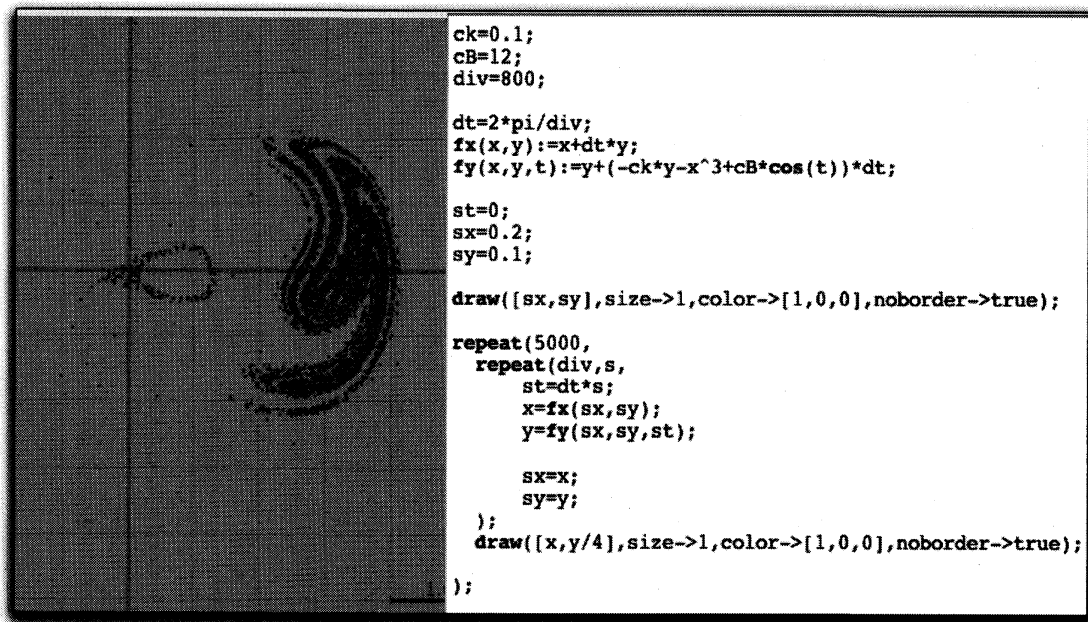 ck=0.1;
cB=12;
div=800;
dt=2*pi/div;
fx(x,y):=x+dt*y;
fy(x,y,t):=y+(-ck*y-x^3+cB*cos(t))*dt;
st=0;
sx=0.2;
sy=0.1;
draw([sx,sy],size->1,color->[1,0,0],noborder->true);
repeat(5000,
repeat(div,s,
st=dt*s;
x=fx(sx,sy);
y=fy(sx,sy,st);
sx=x;
sy=y;
);
draw([x,y/4],size->1,color->[1,0,0],noborder->true);
);